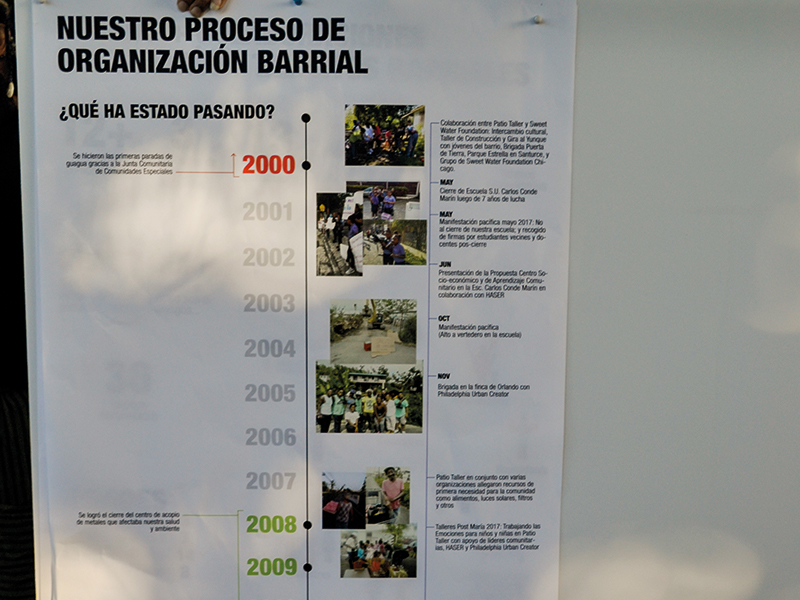 NUESTRO PROCESO DE
ORGANIZACIÓN BARRIAL
¿QUÉ HA ESTADO PASANDO?
Se hicieron las primeras paradas de
guagua gracias a la Junta Comunitaria
de Comunidades Especiales
2000
2001
2002
2003
2004
2005
2006
2007
Se logró el cierre del centro de acopio
de metales que afectaba nuestra salud
y ambiente
2008
2009
Colaboración entre Patio Taller y Sweet
Water Foundation: Intercambio cultural,
Taller de Construcción y Gira al Yunque
con jóvenes del barrio, Brigada Puerta
de Tierra, Parque Estrella en Santurce, y
Grupo de Sweet Water Foundation Chi-
cago.
MAY
Cierre de Escuela S.U. Carlos Conde
Marín luego de 7 años de lucha
MAY
Manifestación pacífica mayo 2017: No
al cierre de nuestra escuela; y recogido
de firmas por estudiantes vecines y do-
centes pos-cierre
JUN
Presentación de la Propuesta Centro So-
cio-económico y de Aprendizaje Comu-
nitario en la Esc. Carlos Conde Marín en
colaboración con HASER
OCT
Manifestación pacífica
(Alto a vertedero en la escuela)
NOV
Brigada en la finca de Orlando con
Philadelphia Urban Creator
Patio Taller en conjunto con varias
organizaciones allegaron recursos de
primera necesidad para la comunidad
como alimentos, luces solares, filtros
y otros
Talleres Post María 2017: Trabajando las
Emociones para niños y niñas en Patio
Taller con apoyo de líderes comunitar-
ias, HASER y Philadelphia Urban Creator